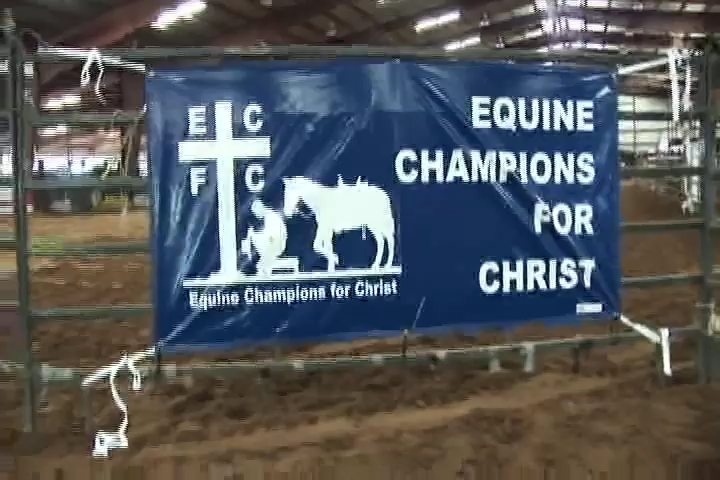 E C
F C
Equine Champions for Christ
EQUINE
CHAMPIONS
FOR
CHRIST